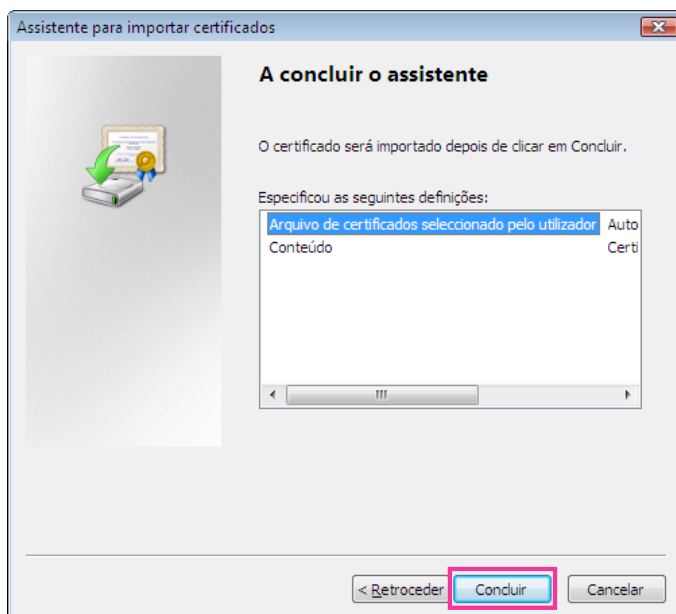 Assistente para importar certificados
A concluir o assistente
O certificado será importado depois de clicar em Concluir.
Especificou as seguintes definições:
Arquivo de certificados seleccionado pelo utilizador Auto
Conteúdo Certi
< Retroceder Concluir Cancelar